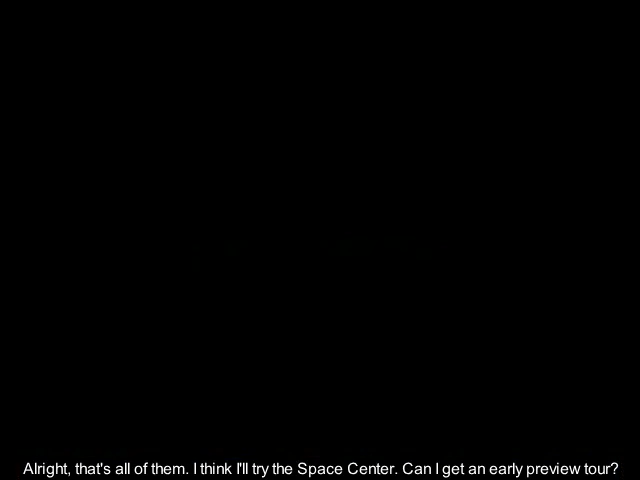 Alright, that's all of them. I think I'll try the Space Center. Can I get an early preview tour?